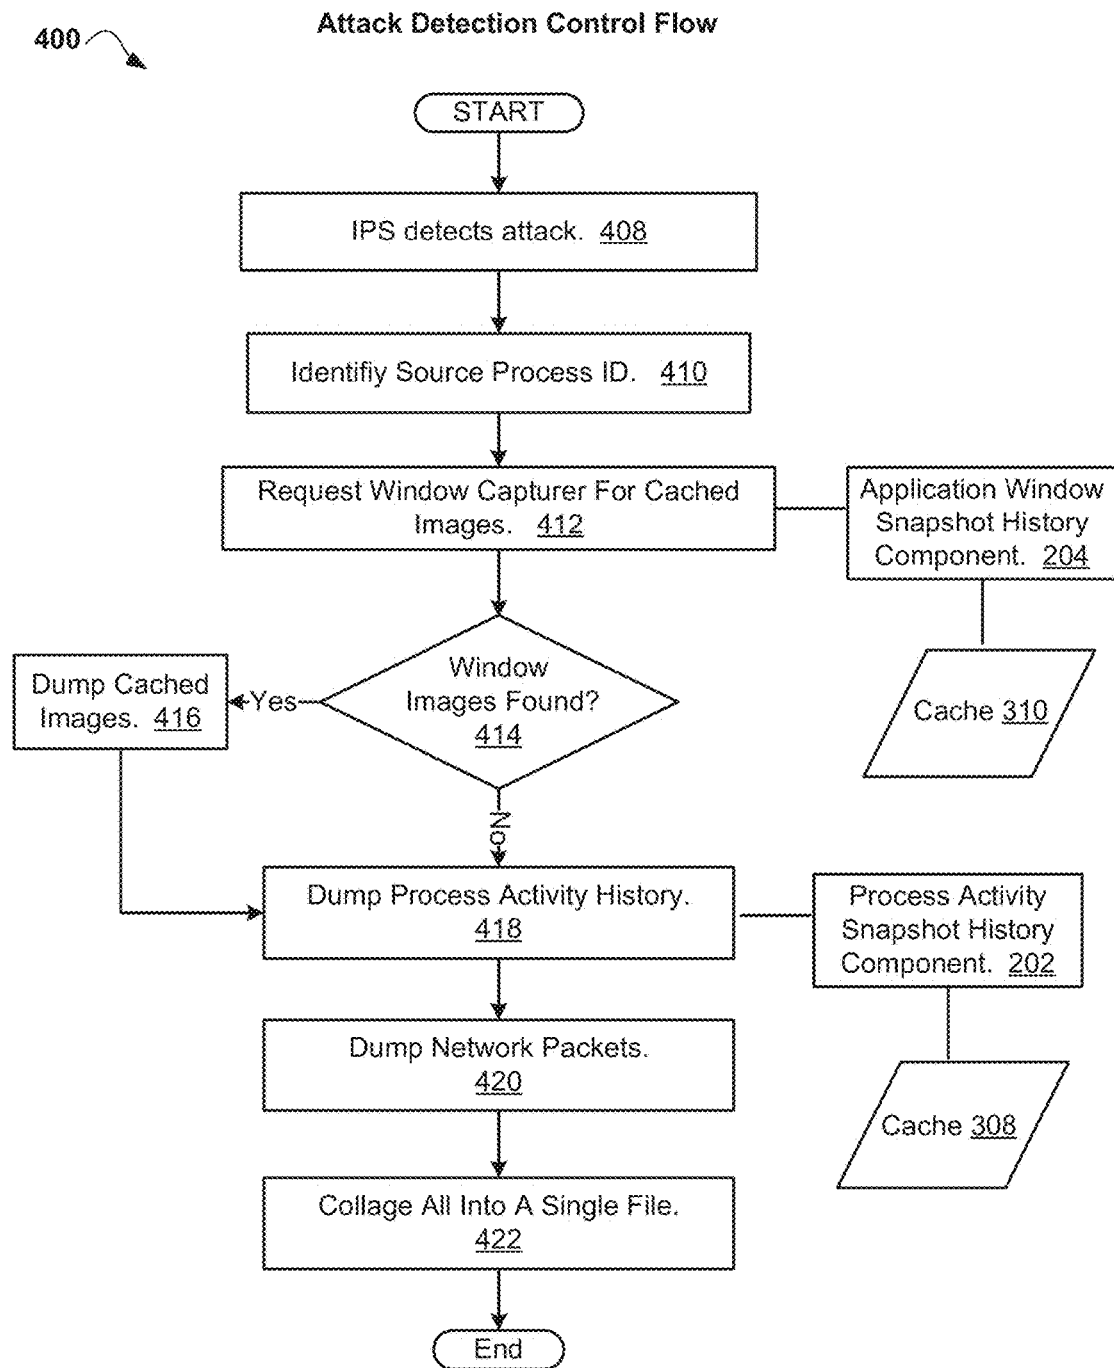 Attack Detection Control Flow
400
START
IPS detects attack. 408
Identifiy Source Process ID. 410
Request Window Capturer For Cached
Images. 412
Application Window
Snapshot History
Component. 204
Window
Images Found?
414
Yes
Dump Cached
Images. 416
Cache 310
No
Dump Process Activity History.
418
Process Activity
Snapshot History
Component. 202
Dump Network Packets.
420
Cache 308
Collage All Into A Single File.
422
End